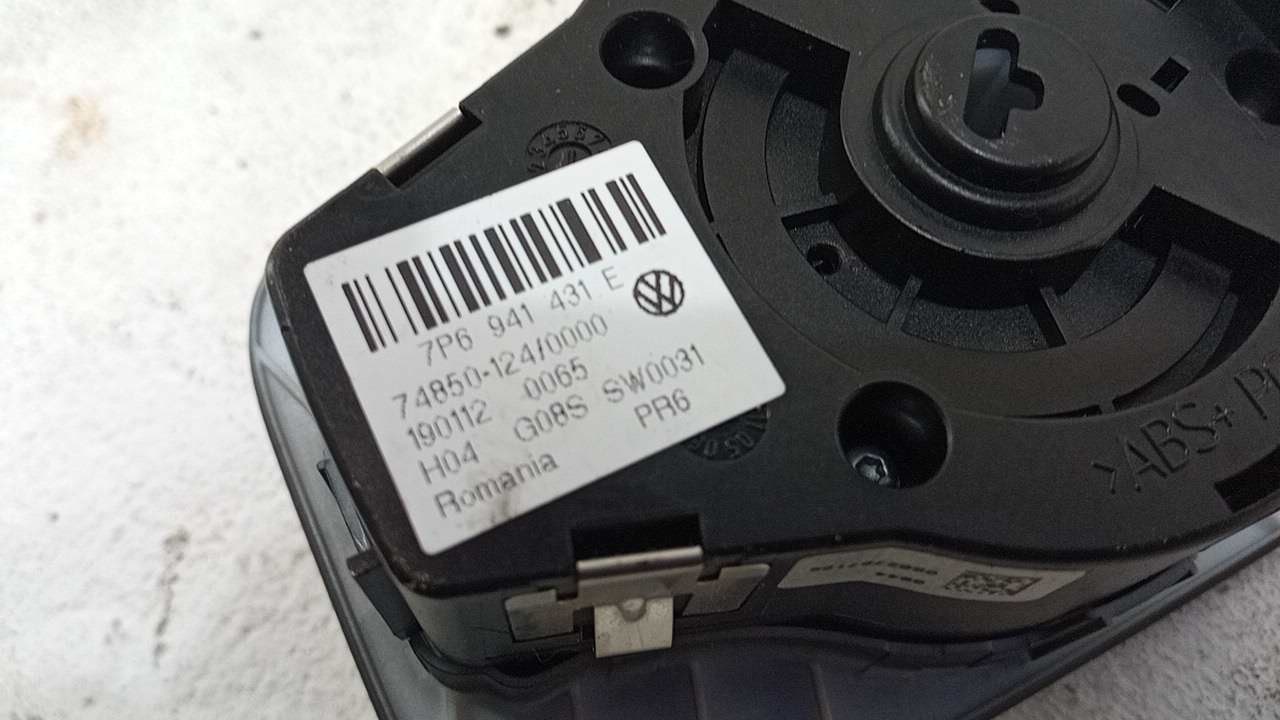 7P6 941 431 E
74850-124/0000
190112 0065
H04 G08S SW0031
Romania PR6
>ABS+